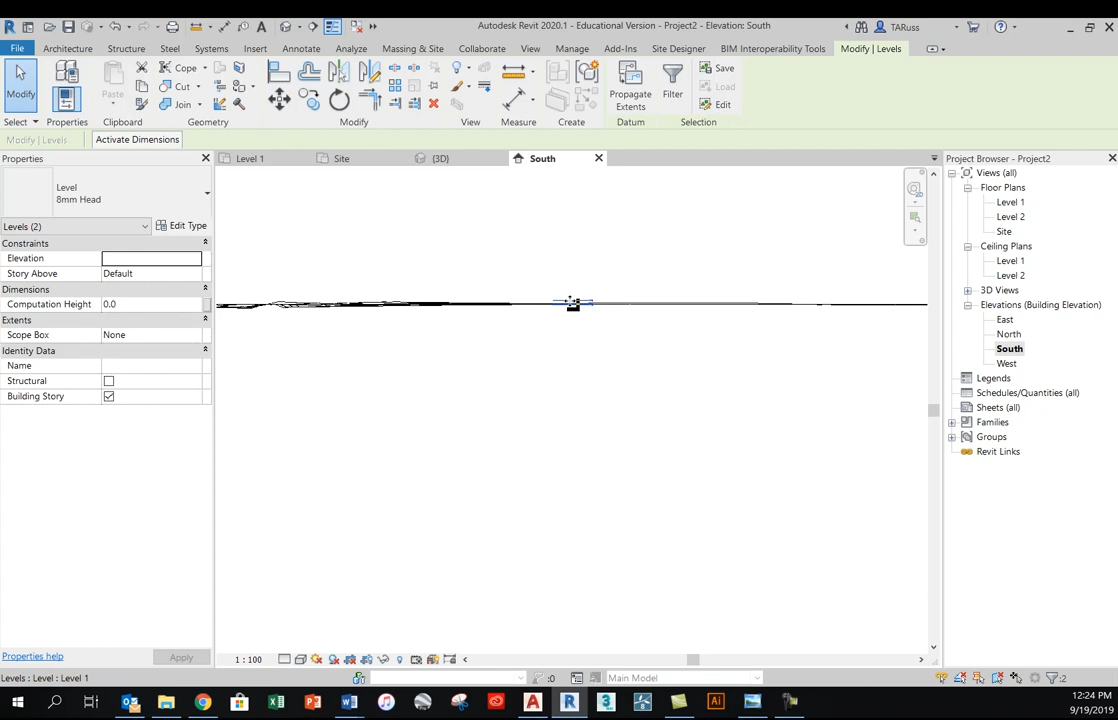 Autodesk Revit 2020.1 - Educational Version - Project2 - Elevation: South
TARuss
File Architecture Structure Steel Systems Insert Annotate Analyze Massing & Site Collaborate View Manage Add-Ins Site Designer BIM Interoperability Tools Modify | Levels
Modify Paste Cope Cut Join Propagate Extents Filter Save Load Edit
Select Properties Clipboard Geometry Modify View Measure Create Datum Selection
Modify | Levels Activate Dimensions
Properties
Level 1 Site (3D) South
Project Browser - Project2
Level
8mm Head
Levels (2) Edit Type
Constraints
Elevation
Story Above Default
Dimensions
Computation Height 0.0
Extents
Scope Box None
Identity Data
Name
Structural
Building Story
Properties help Apply
1 : 100
Views (all)
Floor Plans
Level 1
Level 2
Site
Ceiling Plans
Level 1
Level 2
3D Views
Elevations (Building Elevation)
East
North
South
West
Legends
Schedules/Quantities (all)
Sheets (all)
Families
Groups
Revit Links
Levels : Levels : Level 1 :0 Main Model :2
12:24 PM
9/19/2019